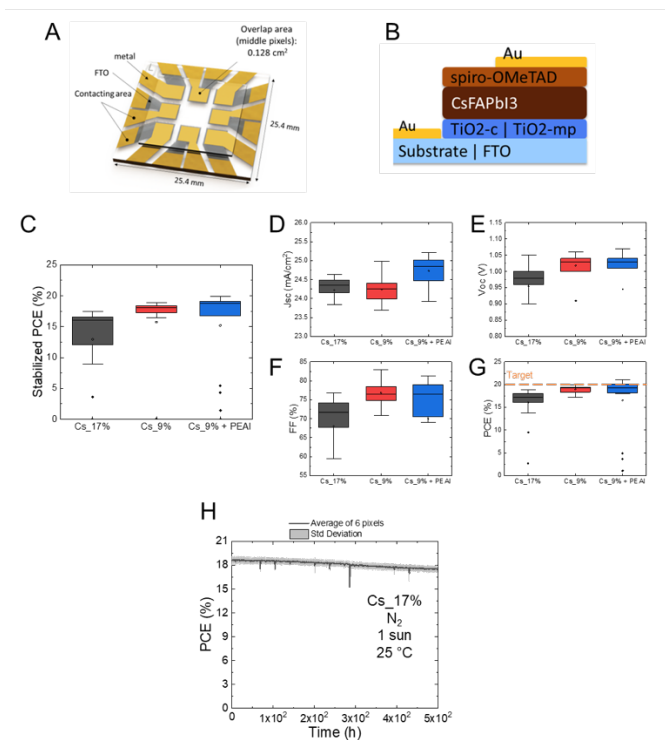 A
Overlap area
(middle pixels):
0.128 cm²
metal
FTO
Contacting area
25.4 mm
25.4 mm
B
Au
spiro-OMeTAD
CsFAPbI3
Au
TiO2-c | TiO2-mp
Substrate | FTO
C
Stabilized PCE (%)
25
20
15
10
5
0
Cs_17%
Cs_9%
Cs_9% + PEAI
D
Jsc (mA/cm²)
26.0
25.5
25.0
24.5
24.0
23.5
23.0
Cs_17%
Cs_9%
Cs_9% + PEAI
E
Voc (V)
1.15
1.10
1.05
1.00
0.95
0.90
0.85
0.80
Cs_17%
Cs_9%
Cs_9% + PEAI
F
FF (%)
85
80
75
70
65
60
55
Cs_17%
Cs_9%
Cs_9% + PEAI
G
Target
PCE (%)
25
20
15
10
5
0
Cs_17%
Cs_9%
Cs_9% + PEAI
H
Average of 6 pixels
Std Deviation
PCE (%)
21
18
15
12
9
6
3
0
Cs_17%
N₂
1 sun
25 °C
0
1x10²
2x10²
3x10²
4x10²
5x10²
Time (h)